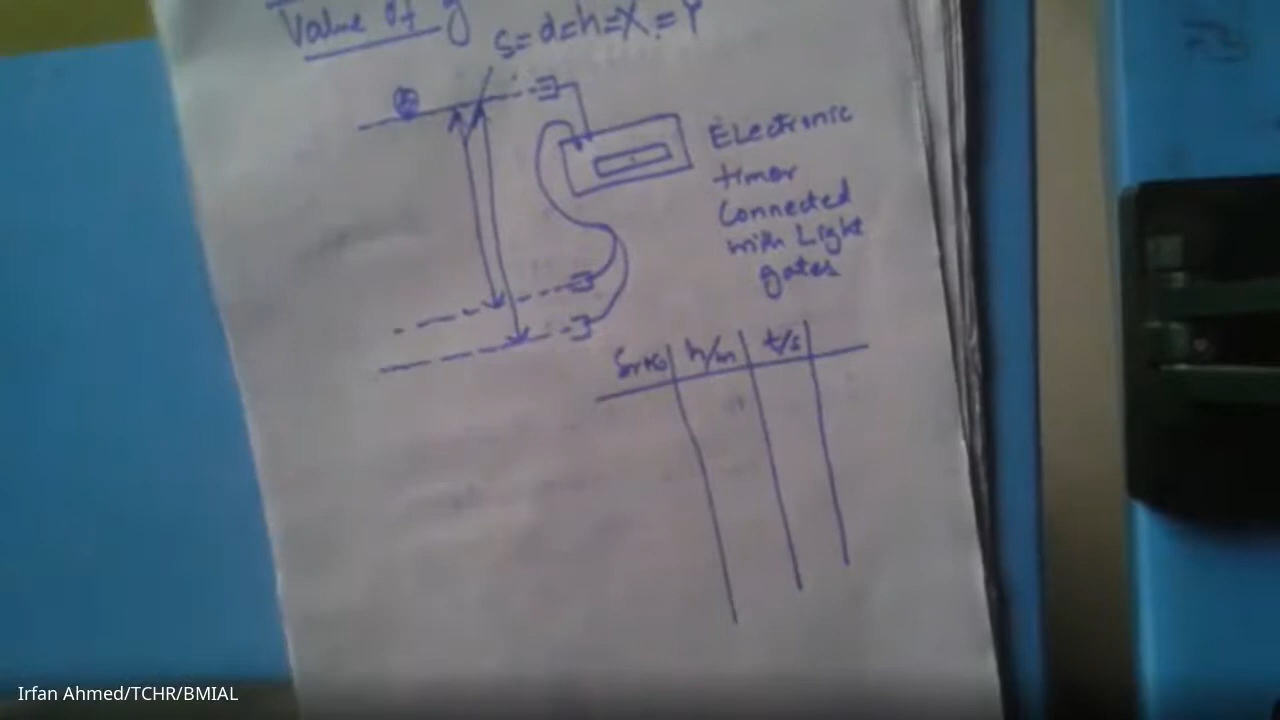 Value of g
s=d=h=X=Y
Electronic
timer
Connected
with Light
gates
Sr No h/m t/s
Irfan Ahmed/TCHR/BMIAL